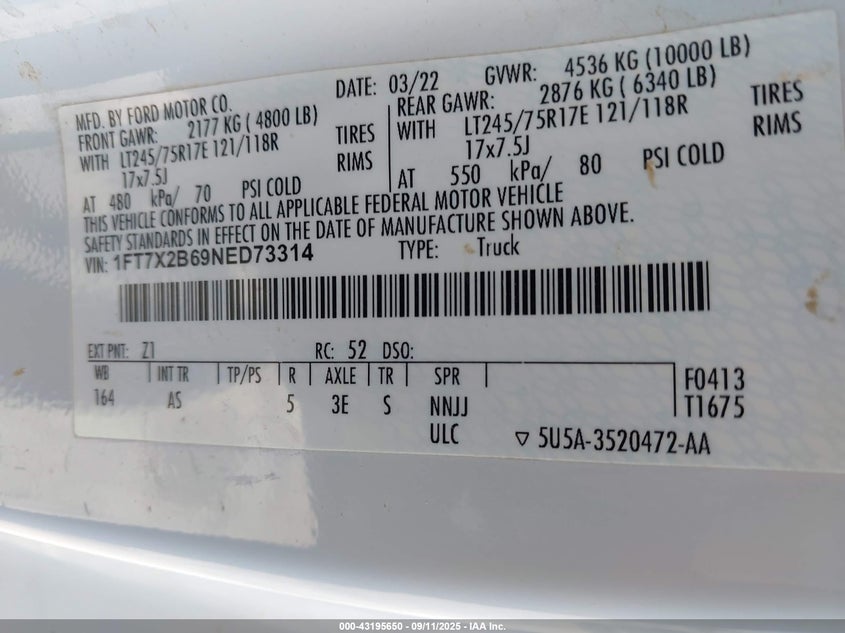 MFD. BY FORD MOTOR CO.
DATE: 03/22 GVWR: 4536 KG (10000 LB)
FRONT GAWR: 2177 KG ( 4800 LB)
WITH LT245/75R17E 121/118R TIRES
17x7.5J RIMS
AT 480 kPa/ 70 PSI COLD
REAR GAWR: 2876 KG ( 6340 LB)
WITH LT245/75R17E 121/118R TIRES
17x7.5J RIMS
AT 550 kPa/ 80 PSI COLD
THIS VEHICLE CONFORMS TO ALL APPLICABLE FEDERAL MOTOR VEHICLE
SAFETY STANDARDS IN EFFECT ON THE DATE OF MANUFACTURE SHOWN ABOVE.
VIN: 1FT7X2B69NED73314 TYPE: Truck
EXT PNT: Z1 RC: 52 DSO:
WB INT TR TP/PS R AXLE TR SPR
164 AS 5 3E S NNJJ
ULC
F0413
T1675
▽ 5U5A-3520472-AA
000-43195650 - 09/11/2025 - IAA Inc.